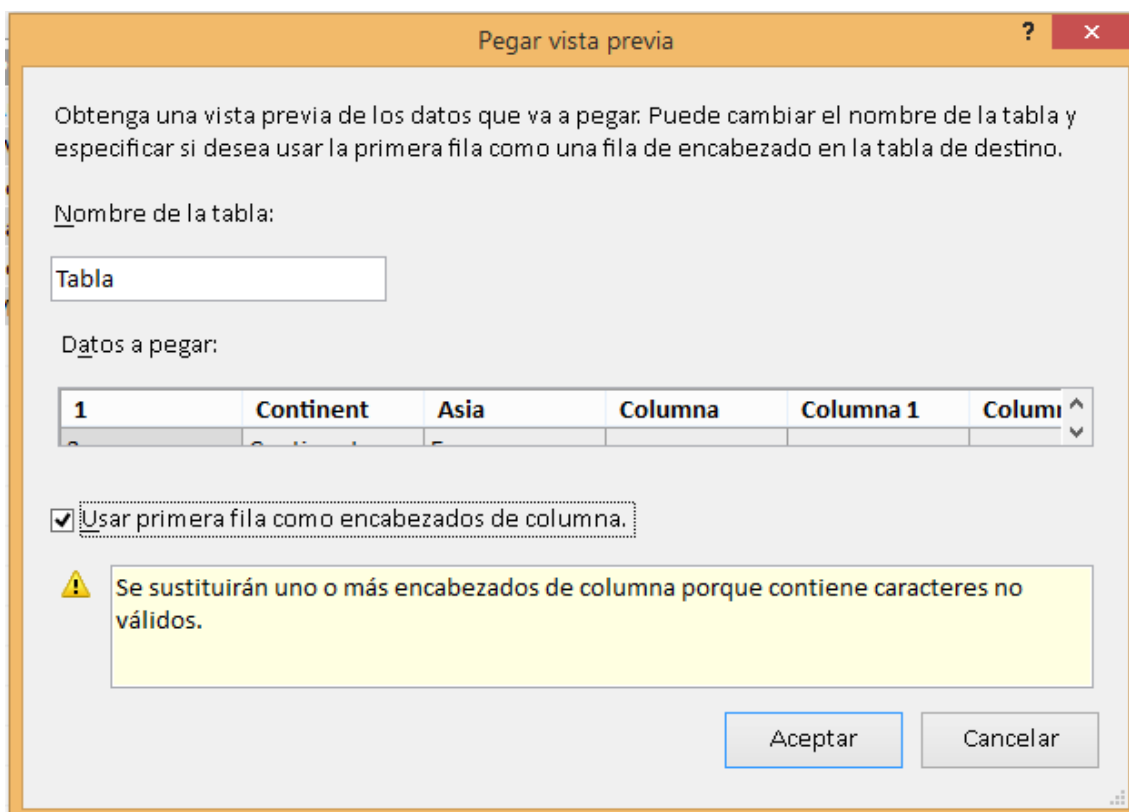 Pegar vista previa
?
Obtenga una vista previa de los datos que va a pegar. Puede cambiar el nombre de la tabla y
especificar si desea usar la primera fila como una fila de encabezado en la tabla de destino.
Nombre de la tabla:
Tabla
Datos a pegar:
1 Continent Asia Columna Columna 1
Usar primera fila como encabezados de columna.
Se sustituirán uno o más encabezados de columna porque contiene caracteres no
válidos.
Aceptar Cancelar